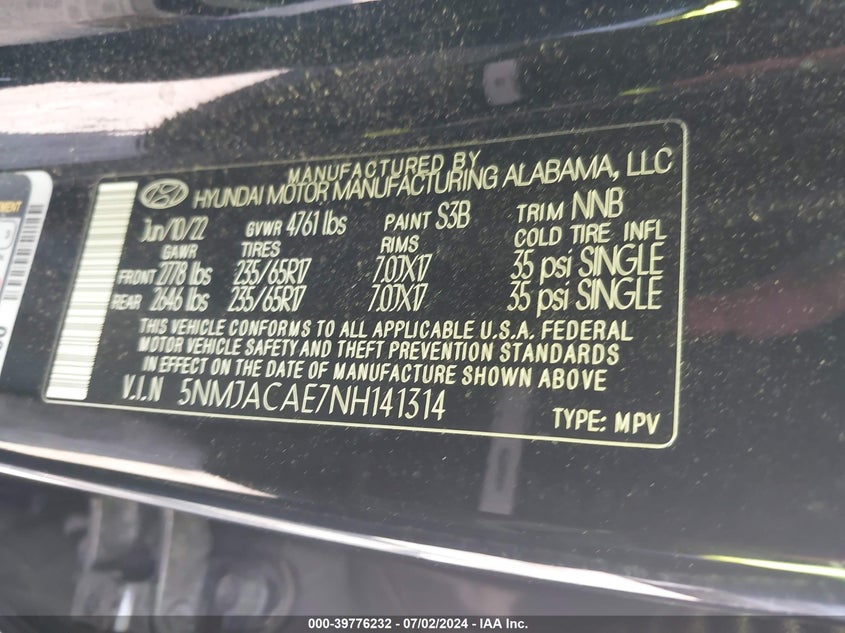 MANUFACTURED BY
HYUNDAI MOTOR MANUFACTURING ALABAMA, LLC
Jun/10/22 GVWR 4761 lbs PAINT S3B TRIM NNB
GAWR TIRES RIMS COLD TIRE INFL
FRONT 2778 lbs 235/65R17 7.0JX17 35 psi SINGLE
REAR 2646 lbs 235/65R17 7.0JX17 35 psi SINGLE
THIS VEHICLE CONFORMS TO ALL APPLICABLE U.S.A. FEDERAL
MOTOR VEHICLE SAFETY AND THEFT PREVENTION STANDARDS
IN EFFECT ON THE DATE OF MANUFACTURE SHOWN ABOVE
V.I.N 5NMJACAE7NH141314 TYPE: MPV
000-39776232 - 07/02/2024 - IAA Inc.